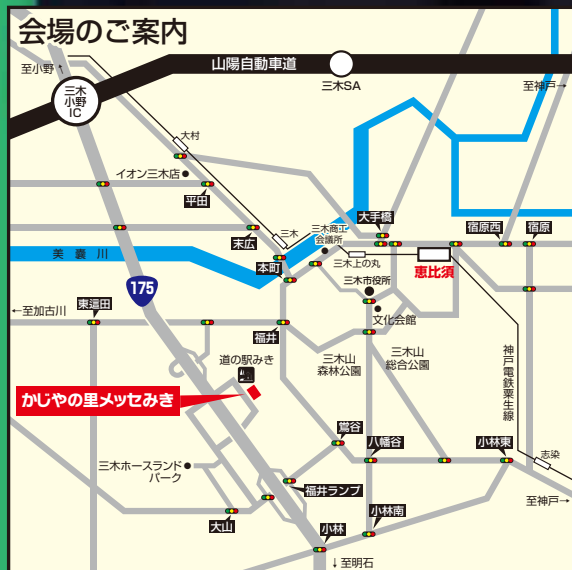 会場のご案内
至小野↑
山陽自動車道
三木SA
至神戸→
三木
小野
IC
大村
イオン三木店
平田
三木
三木商工
会議所
大手橋
宿原西
宿原
末広
美嚢川
本町
三木上の丸
恵比須
三木市役所
175
←至加古川
東這田
文化会館
福井
道の駅みき
三木山
森林公園
三木山
総合公園
神戸電鉄粟生線
かじやの里メッセみき
鶯谷
八幡谷
小林東
志染
三木ホースランド
パーク
福井ランプ
至神戸→
大山
小林
小林南
↓至明石